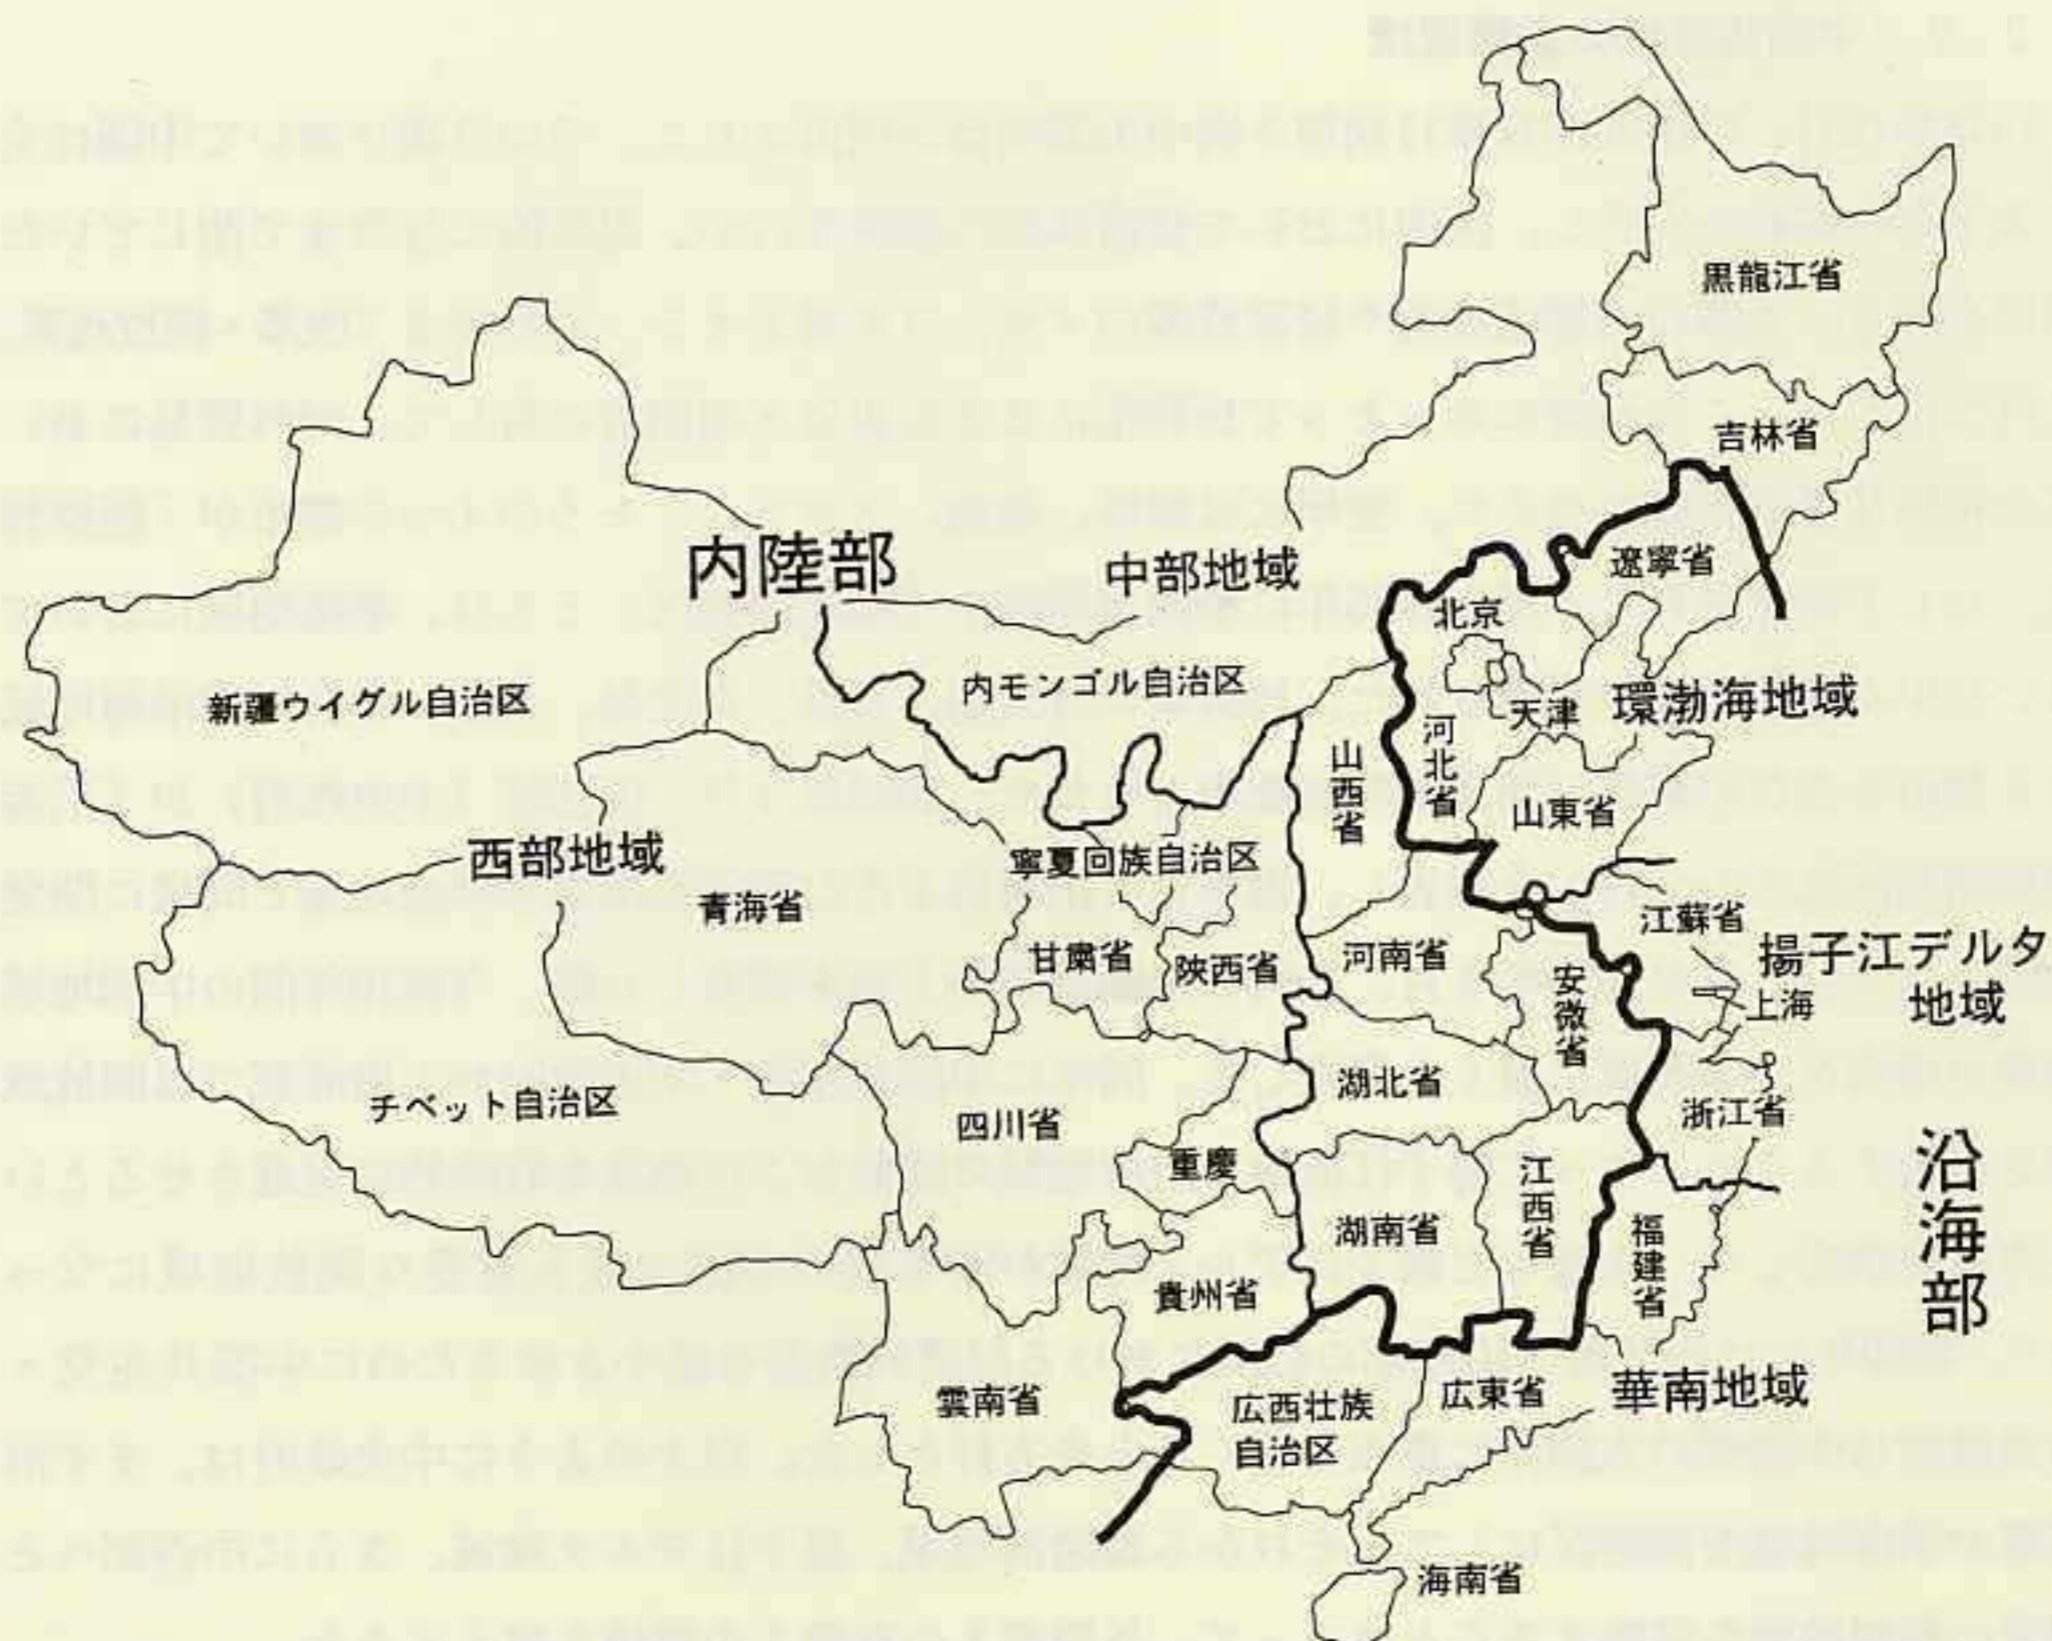 黒龍江省
吉林省
遼寧省
内陸部
中部地域
北京
内モンゴル自治区
新疆ウイグル自治区
天津
環渤海地域
河北省
山西省
山東省
西部地域
寧夏回族自治区
青海省
江蘇省
甘粛省
陝西省
河南省
安微省
揚子江デルタ
地域
上海
湖北省
チベット自治区
四川省
浙江省
重慶
江西省
沿海部
湖南省
福建省
貴州省
雲南省
広西壮族
自治区
広東省
華南地域
海南省